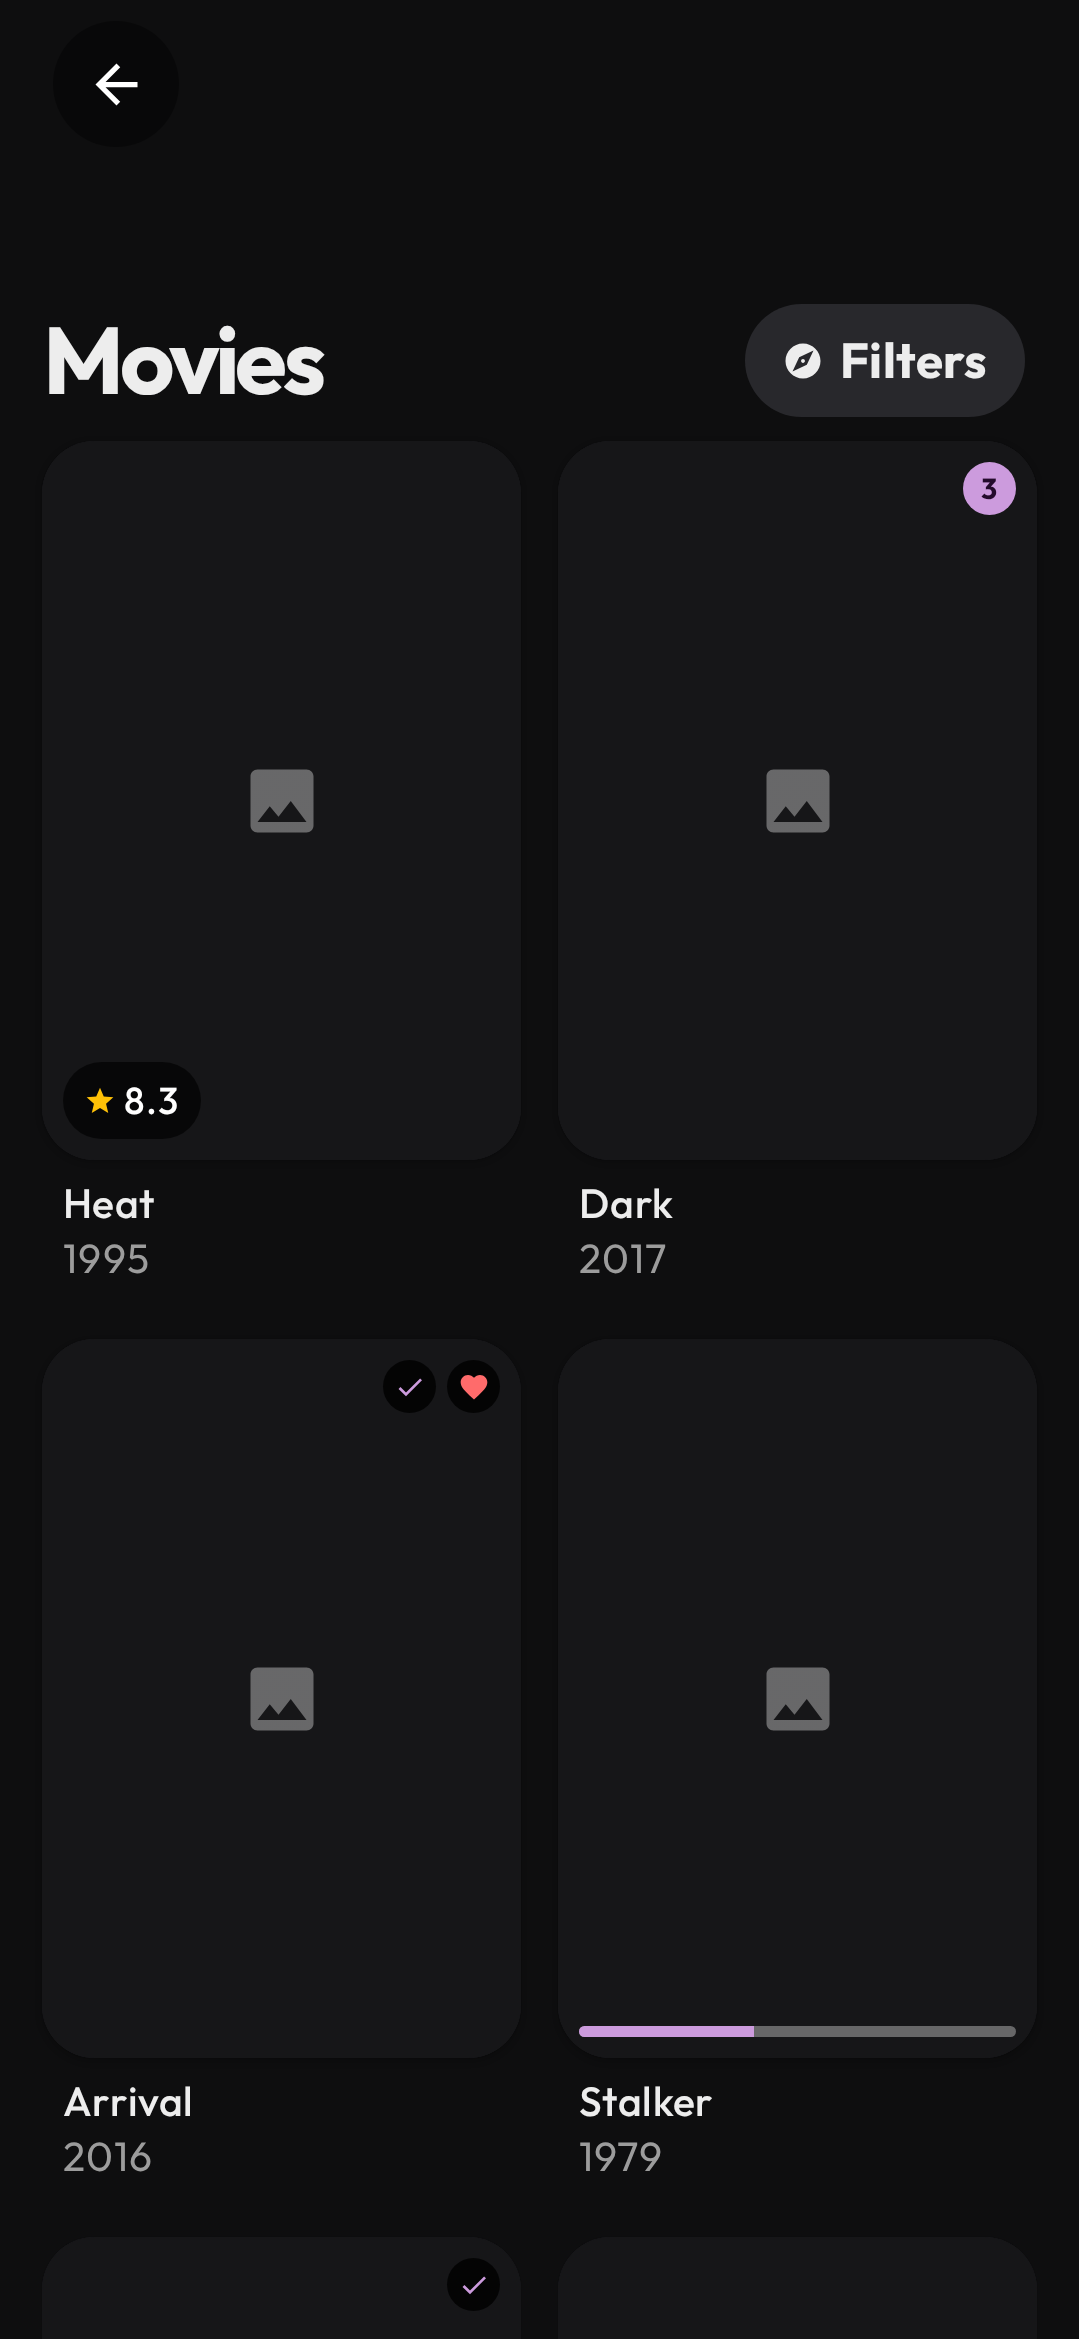 Movies
Filters
3
8.3
Heat
1995
Dark
2017
Arrival
2016
Stalker
1979